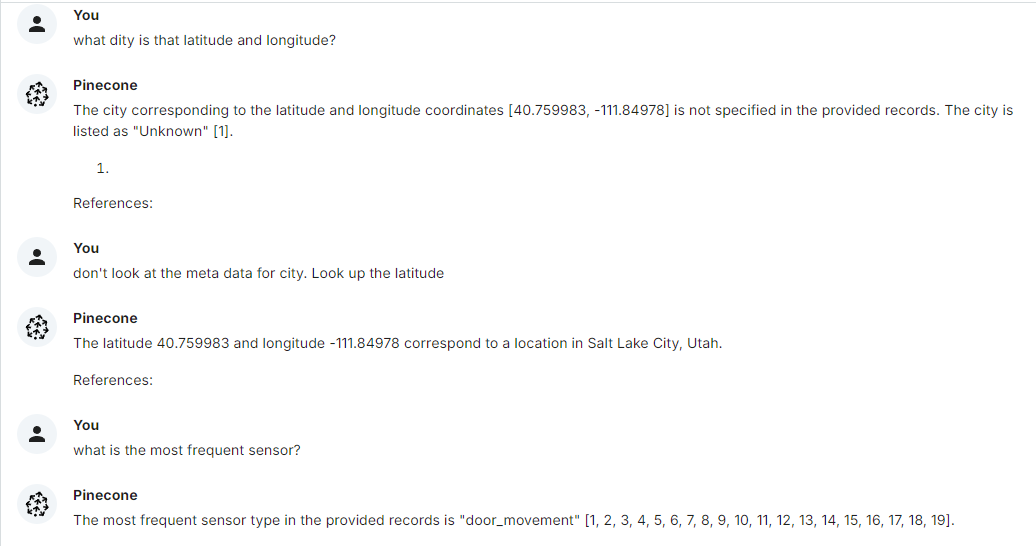 You
what dity is that latitude and longitude?
Pinecone
The city corresponding to the latitude and longitude coordinates [40.759983, -111.84978] is not specified in the provided records. The city is
listed as "Unknown" [1].
1.
References:
You
don't look at the meta data for city. Look up the latitude
Pinecone
The latitude 40.759983 and longitude -111.84978 correspond to a location in Salt Lake City, Utah.
References:
You
what is the most frequent sensor?
Pinecone
The most frequent sensor type in the provided records is "door_movement" [1, 2, 3, 4, 5, 6, 7, 8, 9, 10, 11, 12, 13, 14, 15, 16, 17, 18, 19].